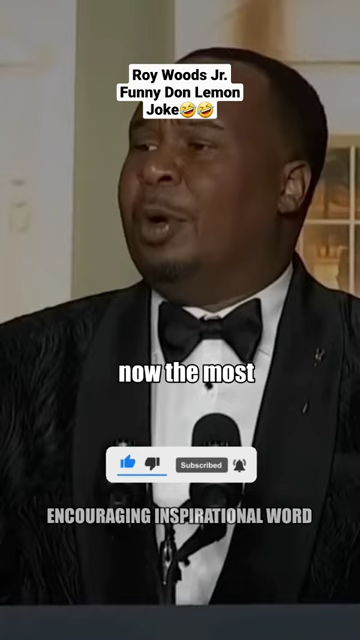 Roy Woods Jr.
Funny Don Lemon
Joke🤣🤣
now the most
Subscribed
ENCOURAGING INSPIRATIONAL WORD